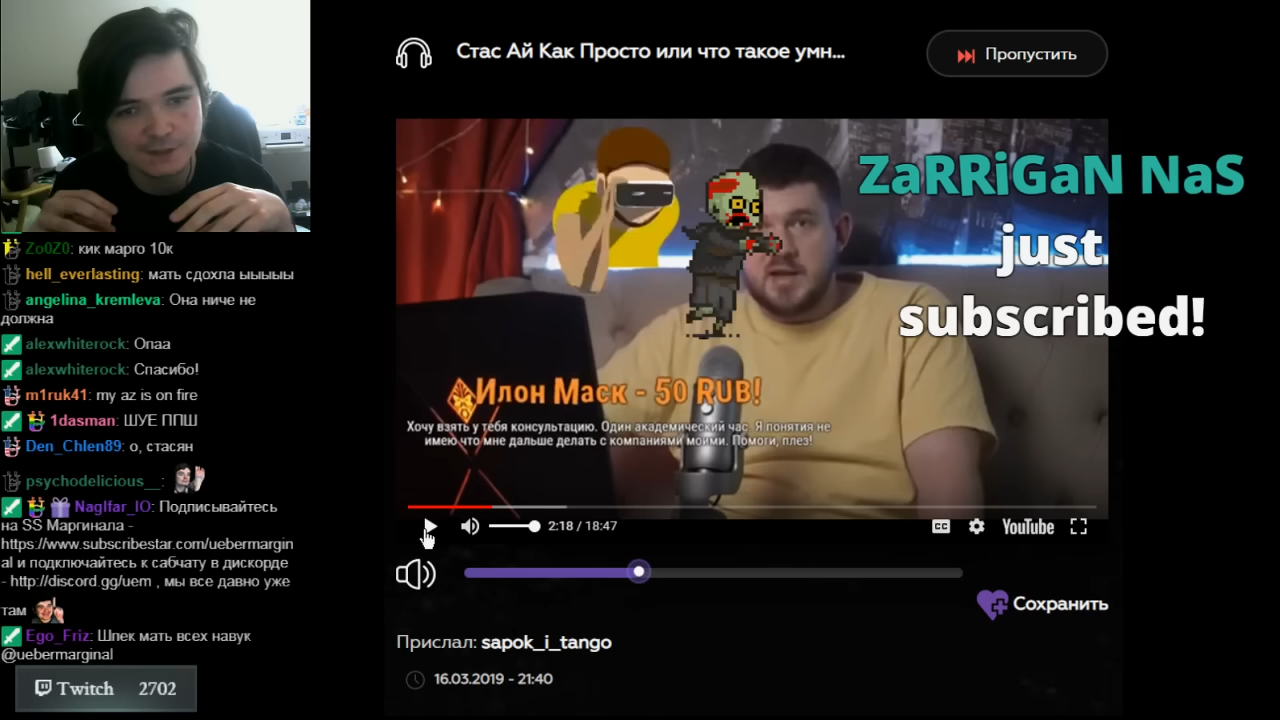 Стас Ай Как Просто или что такое умн...
Пропустить
ZaRRiGaN NaS
just
subscribed!
Zo0Z0: кик марго 10к
hell_everlasting: мать сдохла ыыыыы
angelina_kremleva: Она ниче не
должна
alexwhiterock: Опаа
alexwhiterock: Спасибо!
m1ruk41: my az is on fire
1dasman: ШУЕ ППШ
Den_Chlen89: о, стасян
psychodelicious__:
Naglfar_IO: Подписывайтесь
на SS Маргинала -
https://www.subscribestar.com/uebermargin
al и подключайтесь к сабчату в дискорде
- http://discord.gg/uem , мы все давно уже
там
Ego_Friz: Шпек мать всех навук
@uebermarginal
Twitch 2702
Илон Маск - 50 RUB!
Хочу взять у тебя консультацию. Один академический час. Я понятия не
имею что мне дальше делать с компаниями моими. Помоги, плез!
2:18 / 18:47
CC
YouTube
Сохранить
Прислал: sapok_i_tango
16.03.2019 - 21:40